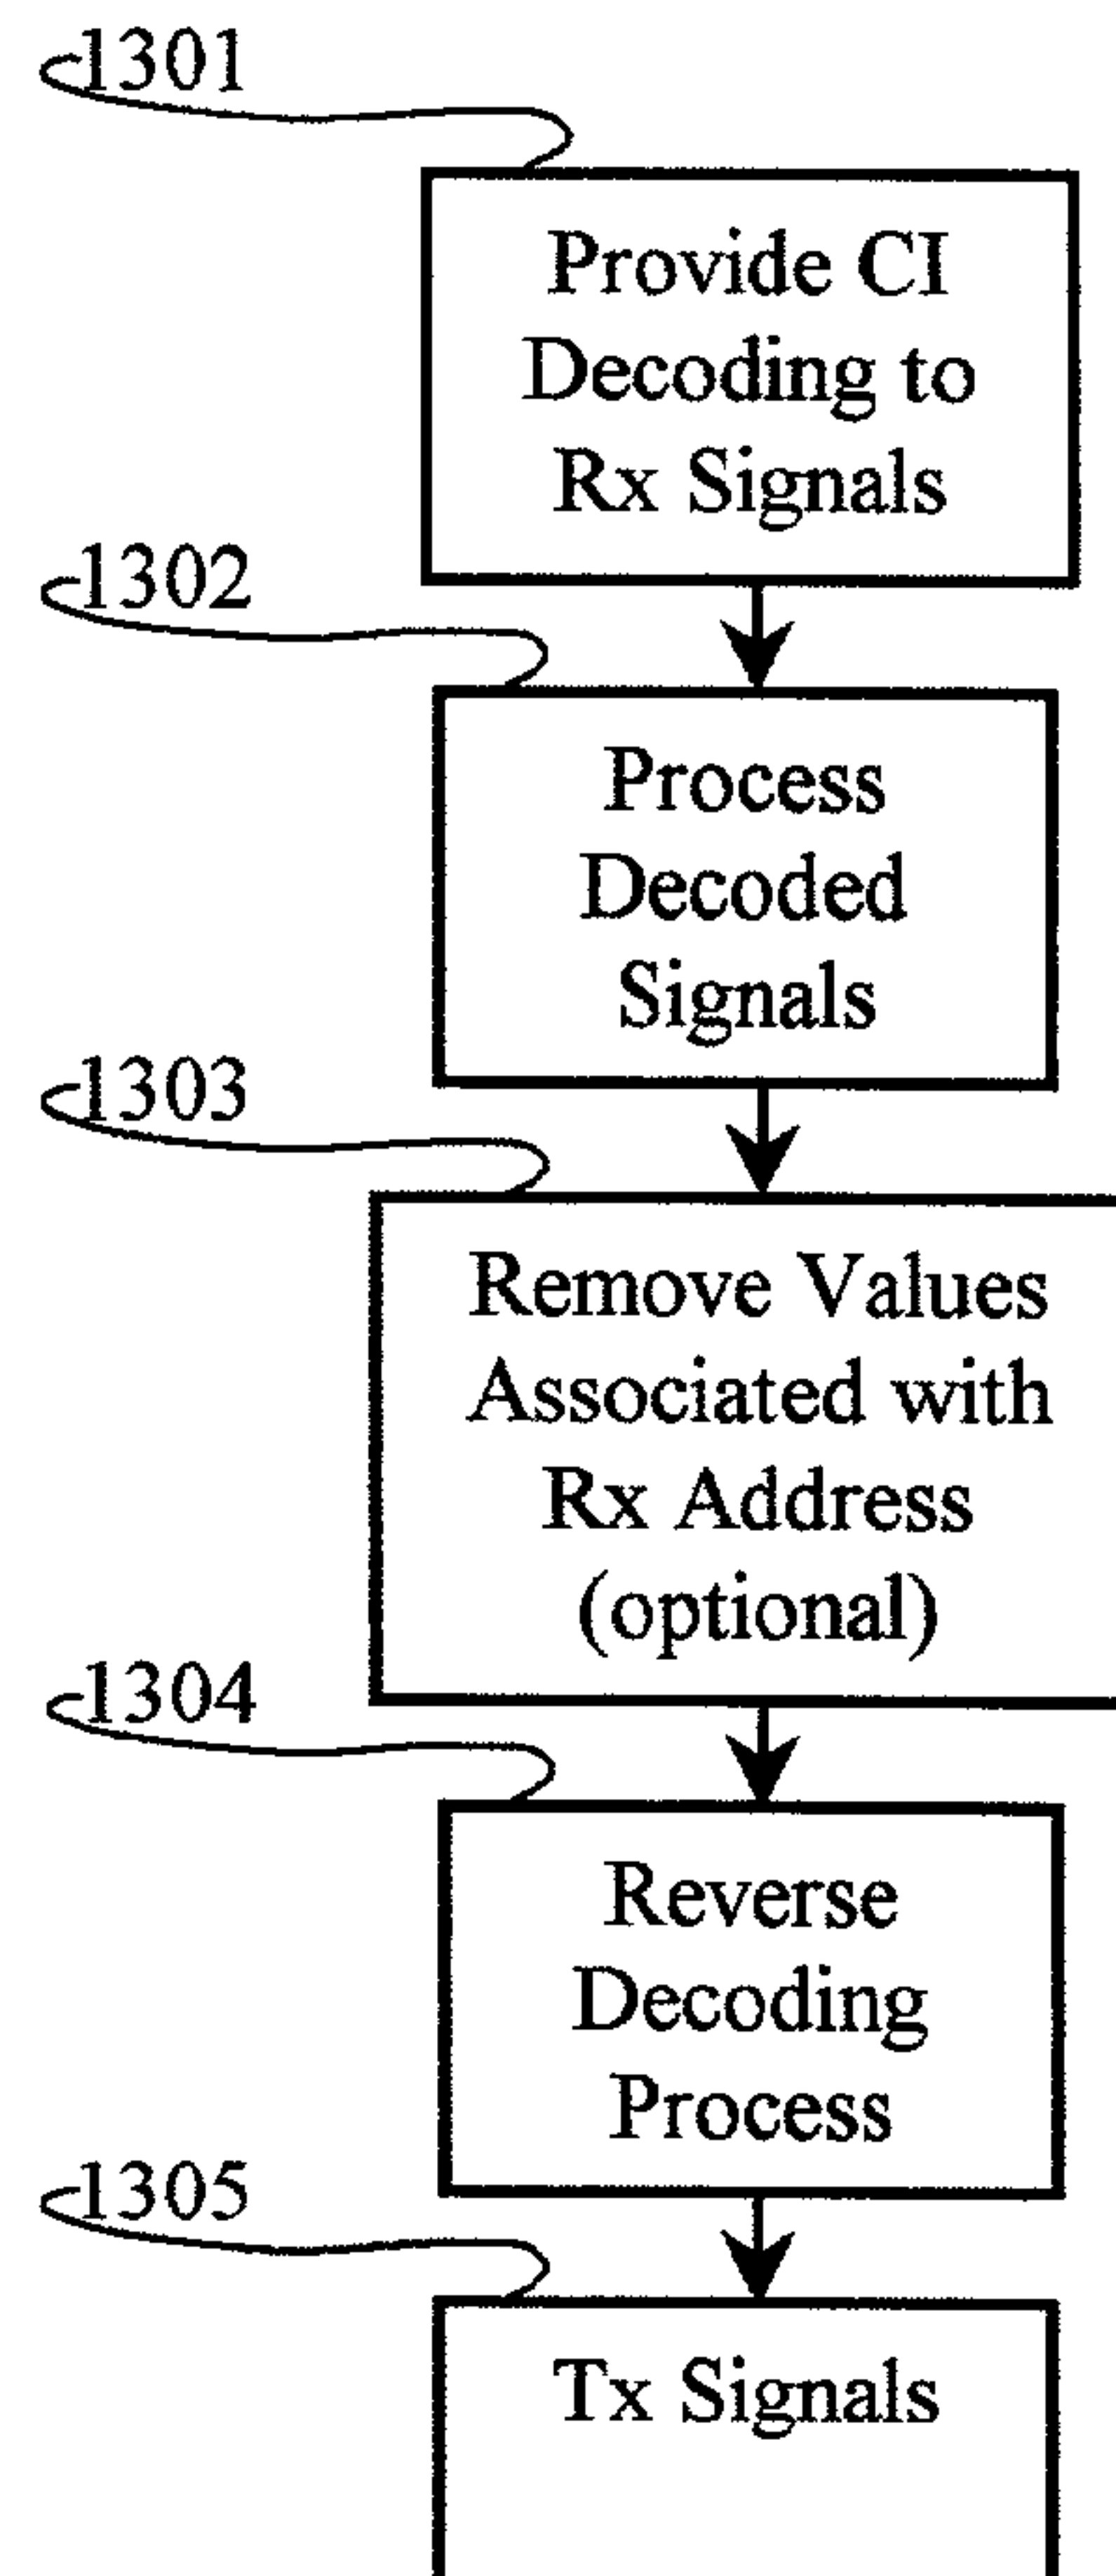 1301
Provide CI
Decoding to
Rx Signals
1302
Process
Decoded
Signals
1303
Remove Values
Associated with
Rx Address
(optional)
1304
Reverse
Decoding
Process
1305
Tx Signals